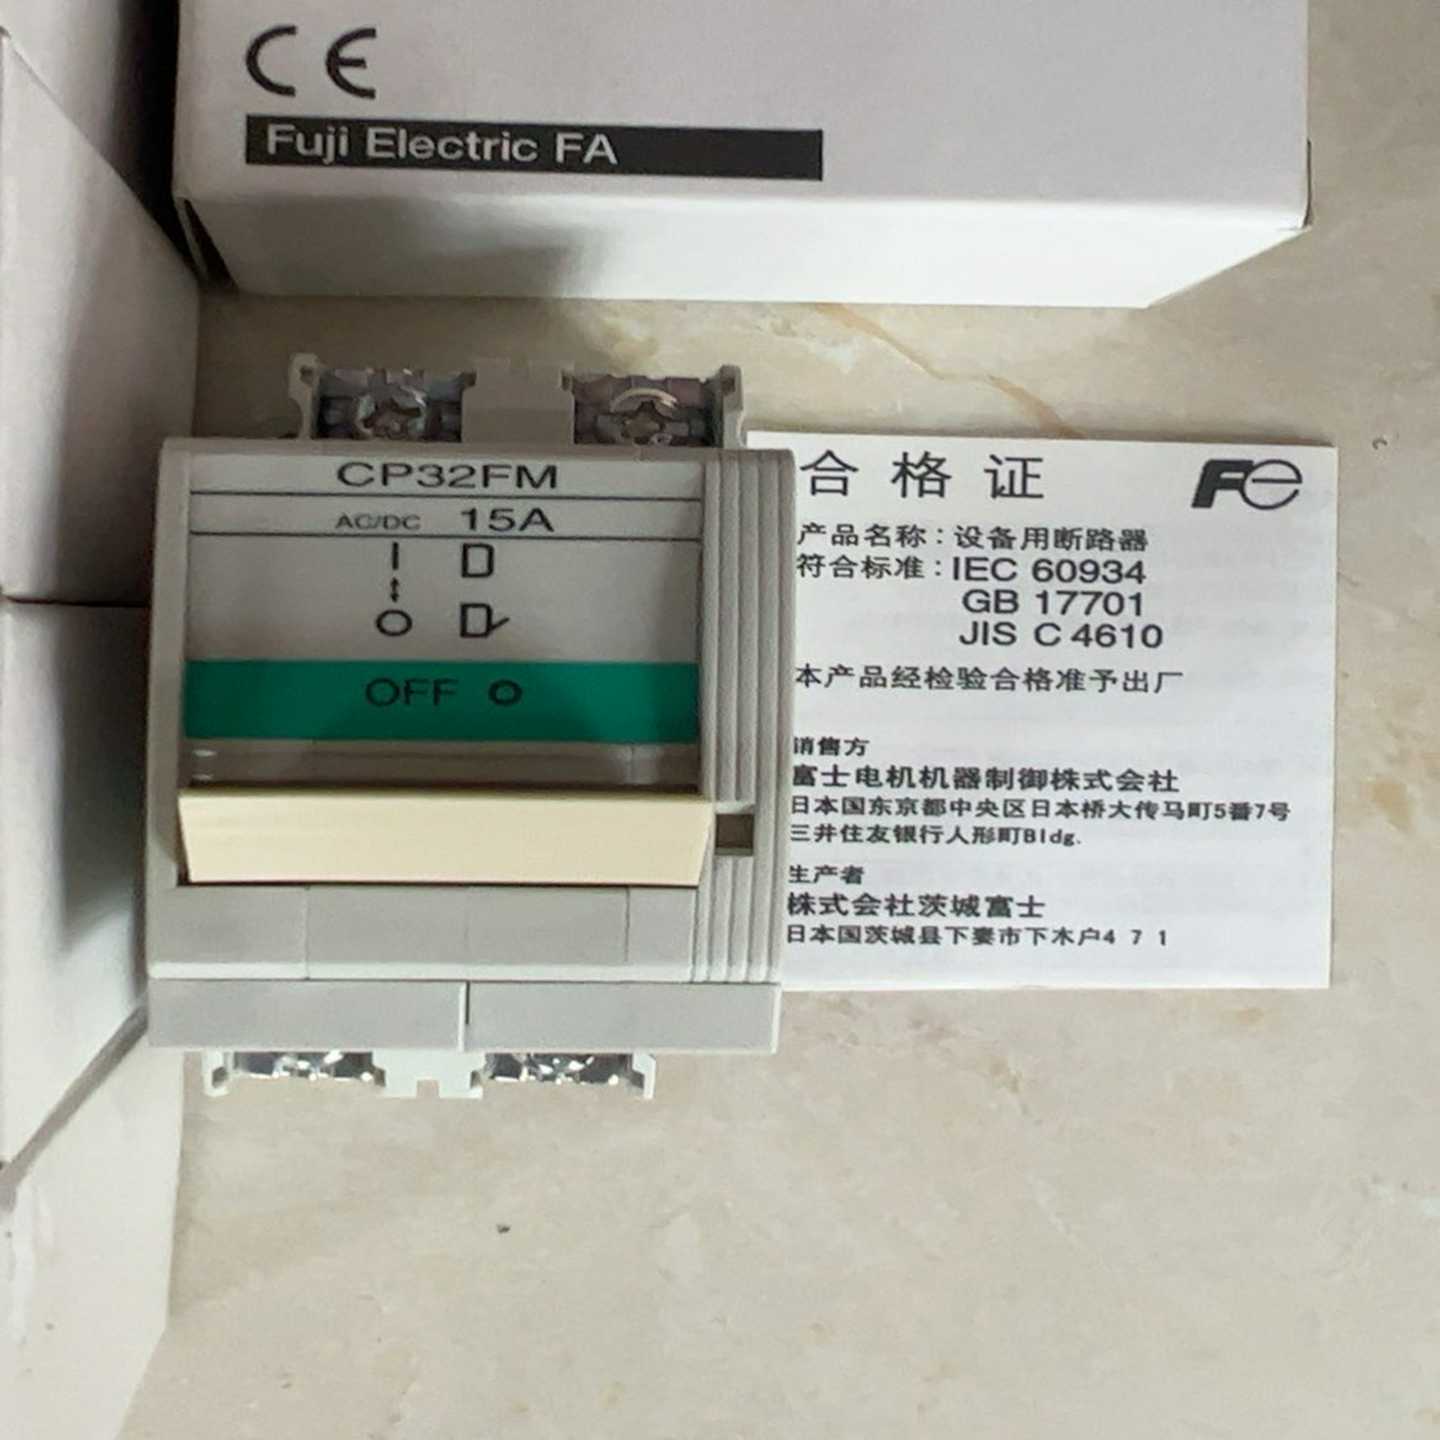 CE
Fuji Electric FA
CP32FM
AC/DC 15A
I D
O D
OFF O
合格证 Fe
产品名称：设备用断路器
符合标准：IEC 60934
GB 17701
JIS C 4610
本产品经检验合格准予出厂
销售方
富士电机机器制御株式会社
日本国东京都中央区日本桥大传马町5番7号
三井住友银行人形町Bldg.
生产者
株式会社茨城富士
日本国茨城县下妻市下木户4 7 1